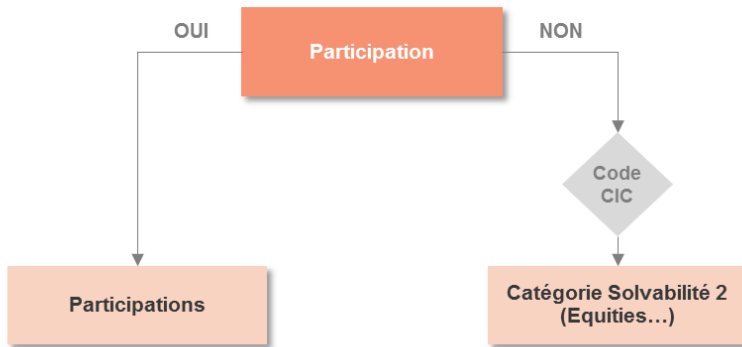 OUI
Participation
NON
Code
CIC
Participations
Catégorie Solvabilité 2
(Equities…)